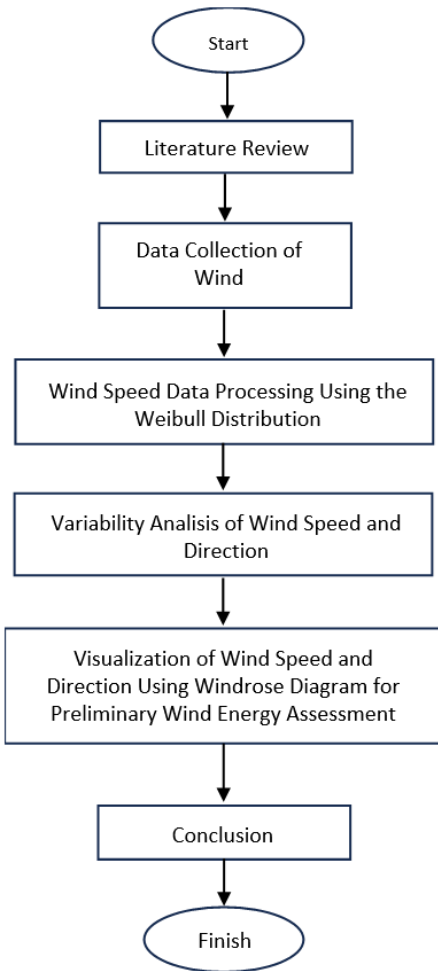 Start
Literature Review
Data Collection of
Wind
Wind Speed Data Processing Using the
Weibull Distribution
Variability Analisis of Wind Speed and
Direction
Visualization of Wind Speed and
Direction Using Windrose Diagram for
Preliminary Wind Energy Assessment
Conclusion
Finish